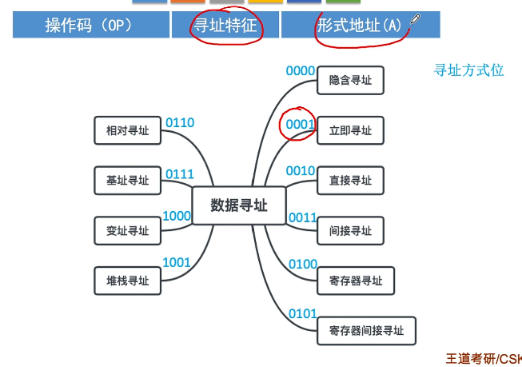 操作码（OP） 寻址特征 形式地址(A)
寻址方式位
0000 隐含寻址
0001 立即寻址
0010 直接寻址
0011 间接寻址
0100 寄存器寻址
0101 寄存器间接寻址
数据寻址
相对寻址 0110
基址寻址 0111
变址寻址 1000
堆栈寻址 1001
王道考研/CSK